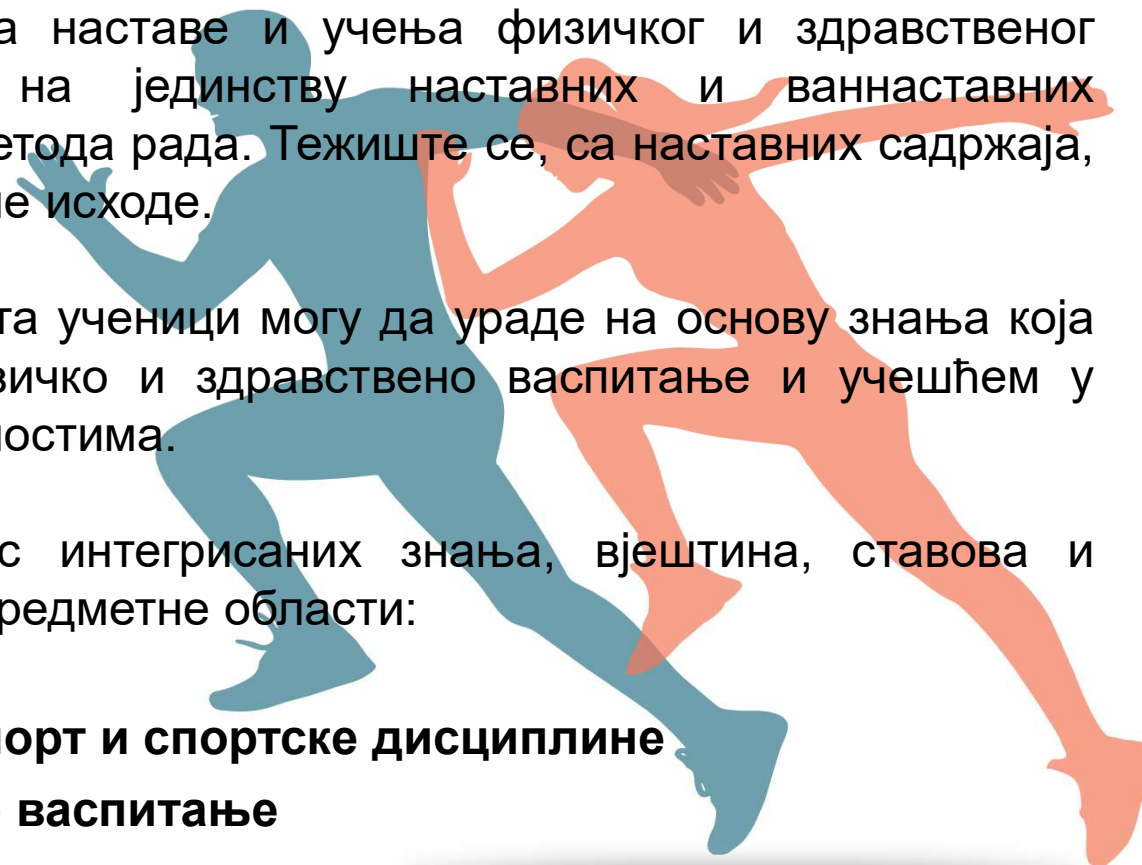 а наставе и учења физичког и здравственог
на јединству наставних и ваннаставних
етода рада. Тежиште се, са наставних садржаја,
е исходе.
та ученици могу да ураде на основу знања која
зичко и здравствено васпитање и учешћем у
ностима.
с интегрисаних знања, вјештина, ставова и
редметне области:
порт и спортске дисциплине
васпитање